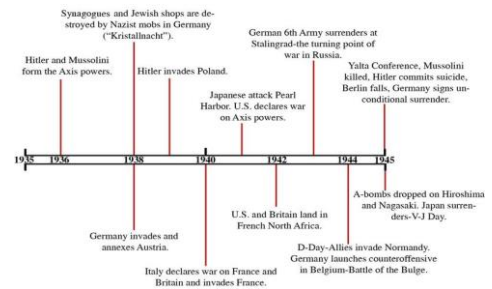 Synagogues and Jewish shops are de-
stroyed by Nazist mobs in Germany
("Kristallnacht").
German 6th Army surrenders at
Stalingrad-the turning point of
war in Russia.
Hitler and Mussolini
form the Axis powers.
Hitler invades Poland.
Yalta Conference, Mussolini
killed, Hitler commits suicide,
Berlin falls, Germany signs un-
conditional surrender.
Japanese attack Pearl
Harbor. U.S. declares war
on Axis powers.
1935 1936 1938 1940 1942 1944 1945
A-bombs dropped on Hiroshima
and Nagasaki. Japan surren-
ders-V-J Day.
U.S. and Britain land in
French North Africa.
Germany invades and
annexes Austria.
D-Day-Allies invade Normandy.
Germany launches counteroffensive
in Belgium-Battle of the Bulge.
Italy declares war on France and
Britain and invades France.